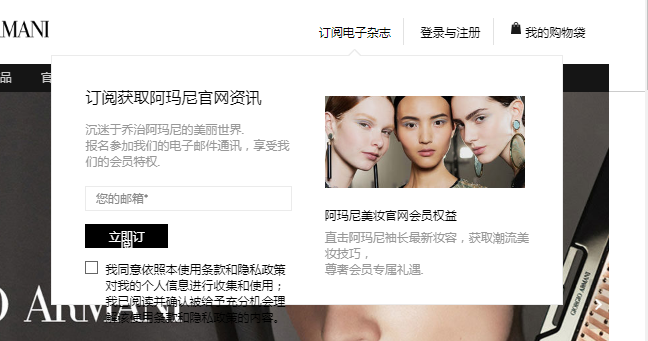 ARMANI
订阅电子杂志
登录与注册
我的购物袋
品
官
订阅获取阿玛尼官网资讯
沉迷于乔治阿玛尼的美丽世界.
报名参加我们的电子邮件通讯，享受我
们的会员特权.
您的邮箱*
立即订
阅
我同意依照本使用条款和隐私政策
对我的个人信息进行收集和使用；
我已阅读并确认被给予充分机会理
解该使用条款和隐私政策的内容。
阿玛尼美妆官网会员权益
直击阿玛尼袖长最新妆容，获取潮流美
妆技巧，
尊奢会员专属礼遇.
O ARMANI
GIORGIO ARMANI